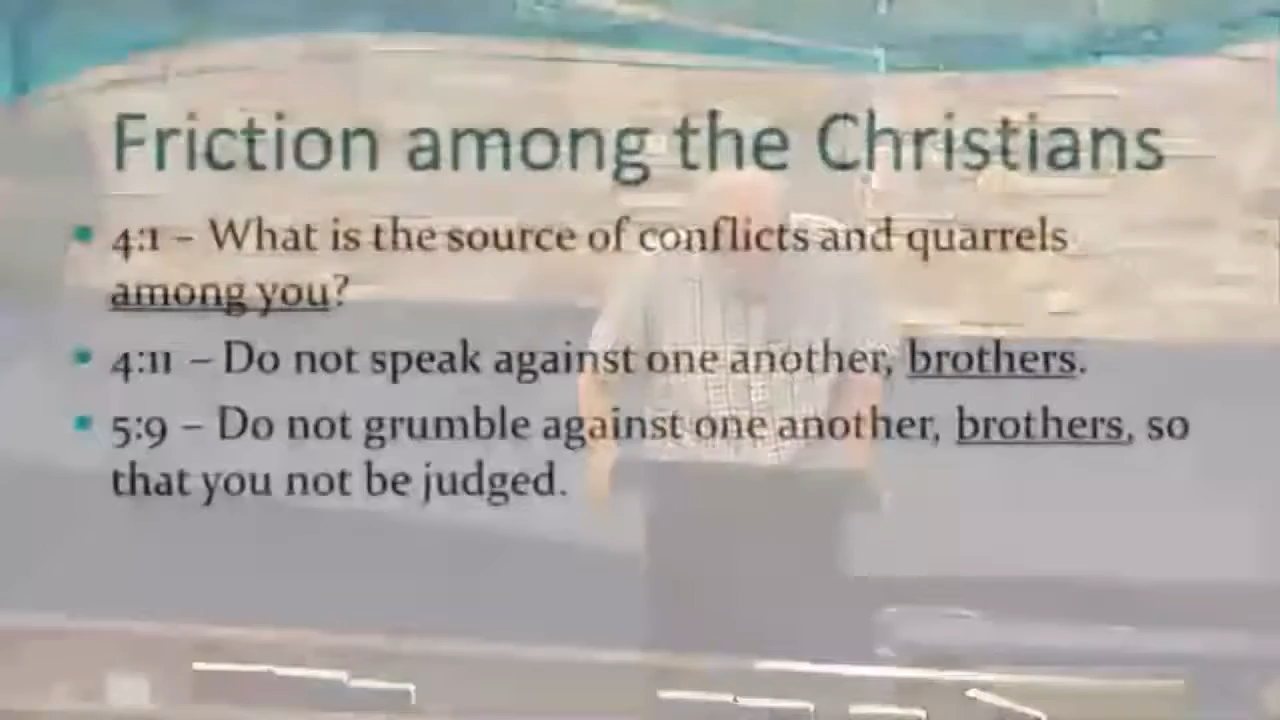 Friction among the Christians
• 4:1 – What is the source of conflicts and quarrels
among you?
• 4:11 – Do not speak against one another, brothers.
• 5:9 – Do not grumble against one another, brothers, so
that you not be judged.